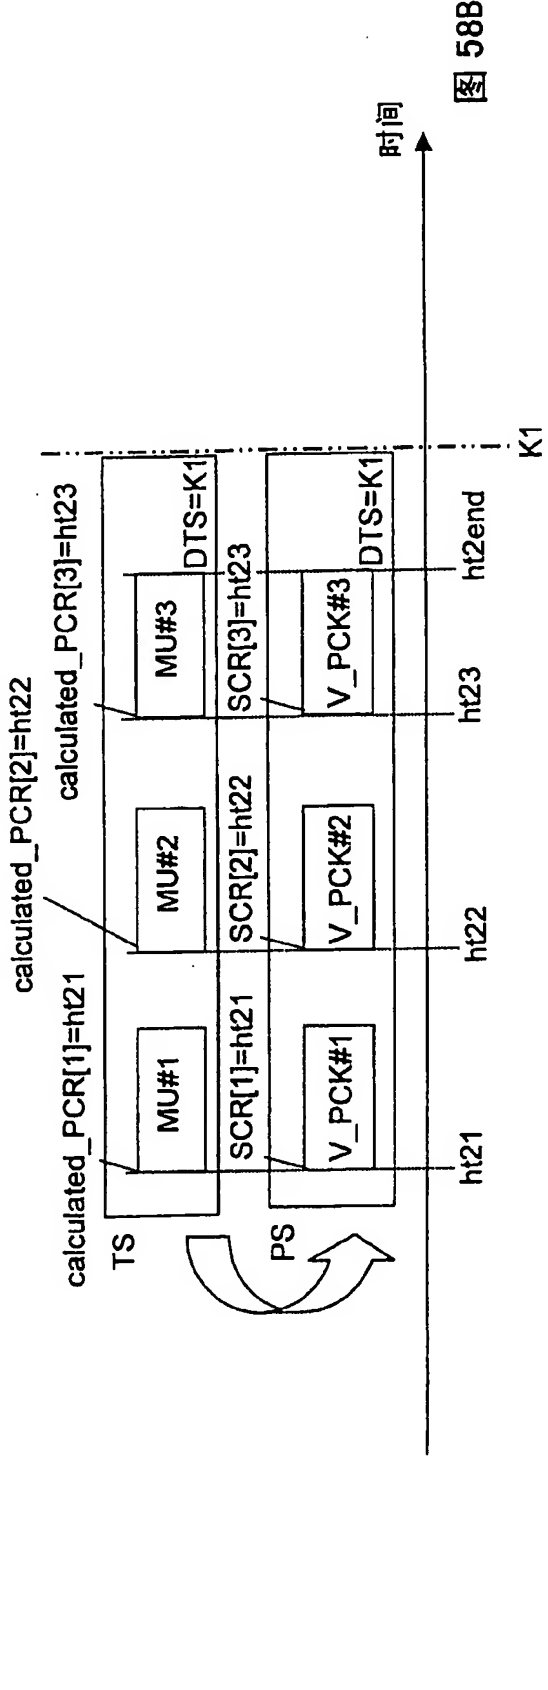 calculated_PCR[1]=ht21
calculated_PCR[2]=ht22
calculated_PCR[3]=ht23
TS
MU#1
MU#2
MU#3
DTS=K1
SCR[1]=ht21
SCR[2]=ht22
SCR[3]=ht23
PS
V_PCK#1
V_PCK#2
V_PCK#3
DTS=K1
时间
ht21
ht22
ht23
ht2end
K1
图 58B